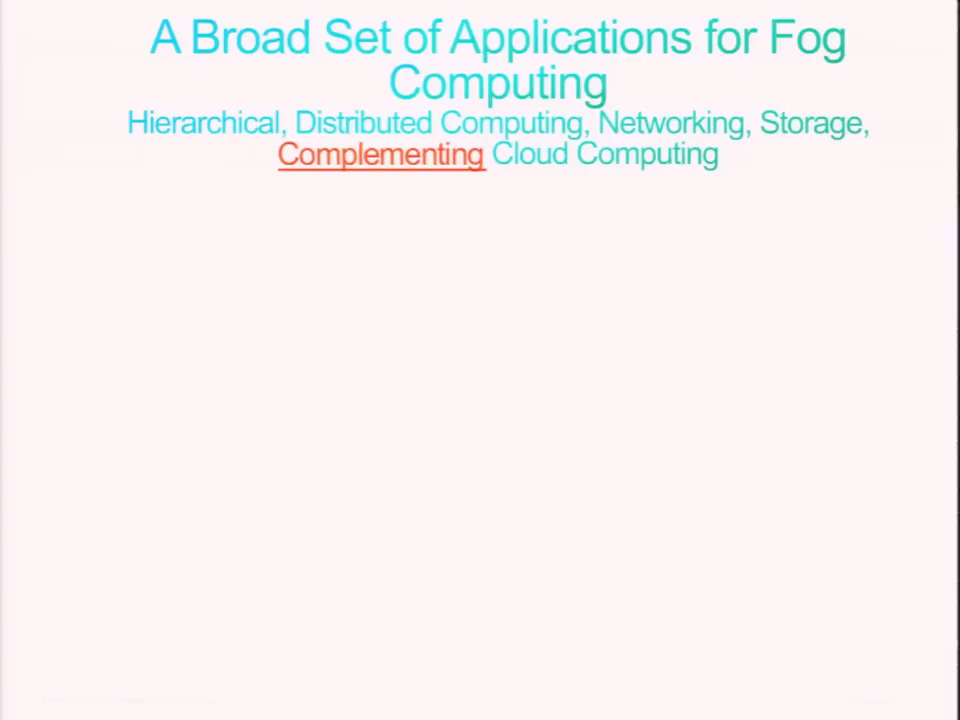 A Broad Set of Applications for Fog
Computing
Hierarchical, Distributed Computing, Networking, Storage,
Complementing Cloud Computing